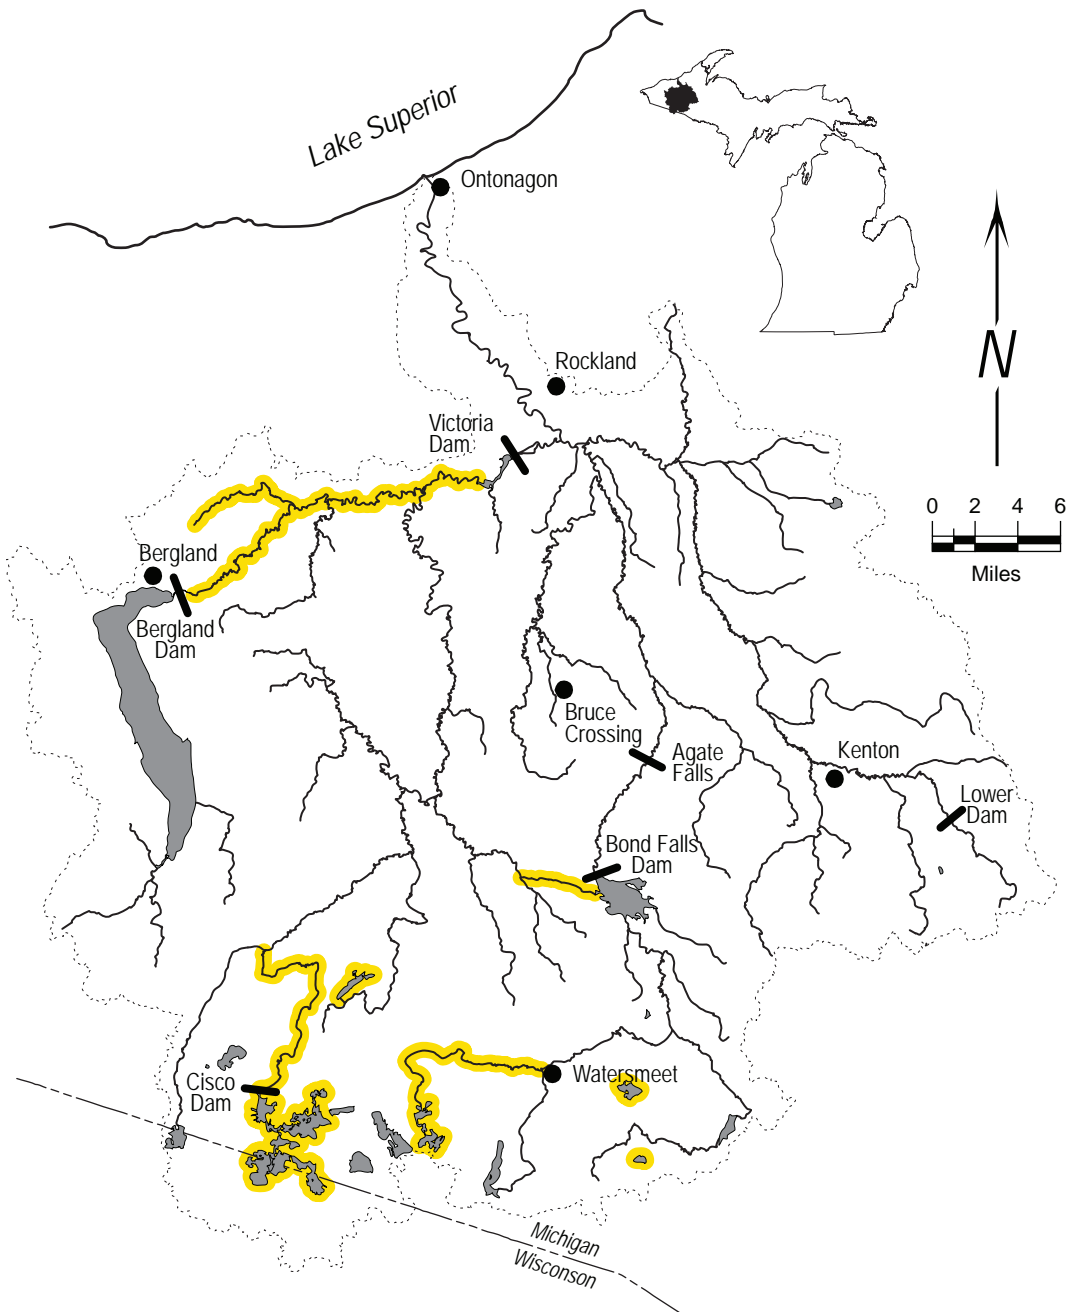 Lake Superior
Ontonagon
Rockland
Victoria
Dam
N
0 2 4 6
Miles
Bergland
Bergland
Dam
Bruce
Crossing
Agate
Falls
Kenton
Lower
Dam
Bond Falls
Dam
Cisco
Dam
Watersmeet
Michigan
Wisconson